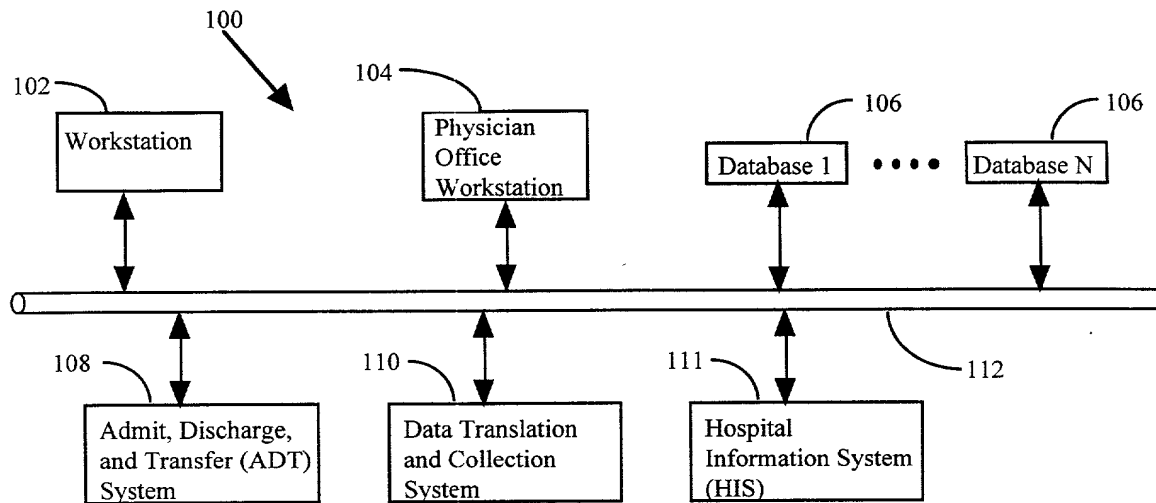 100
102
104
106
106
Workstation
Physician
Office
Workstation
Database 1
Database N
108
110
111
112
Admit, Discharge,
and Transfer (ADT)
System
Data Translation
and Collection
System
Hospital
Information System
(HIS)